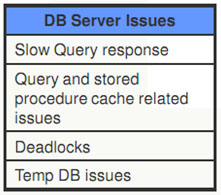 DB Server Issues
Slow Query response
Query and stored
procedure cache related
issues
Deadlocks
Temp DB issues